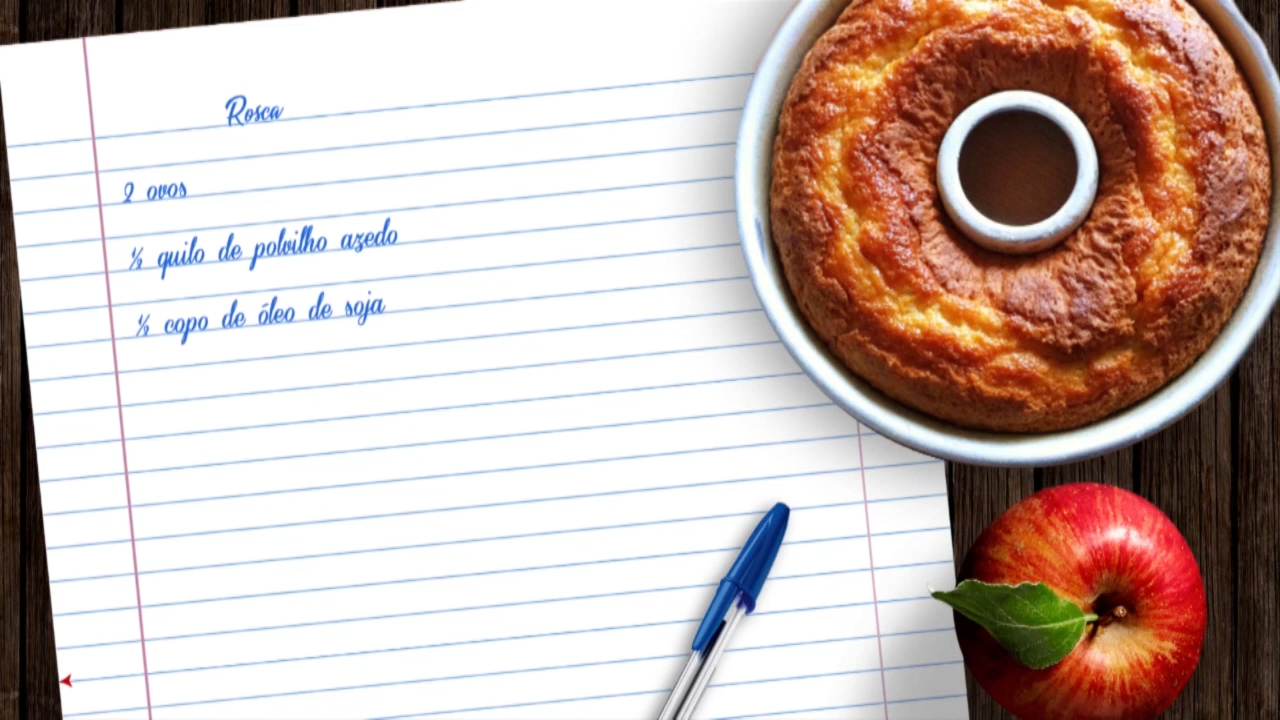 Rosca
2 ovos
½ quilo de polvilho azedo
½ copo de óleo de soja